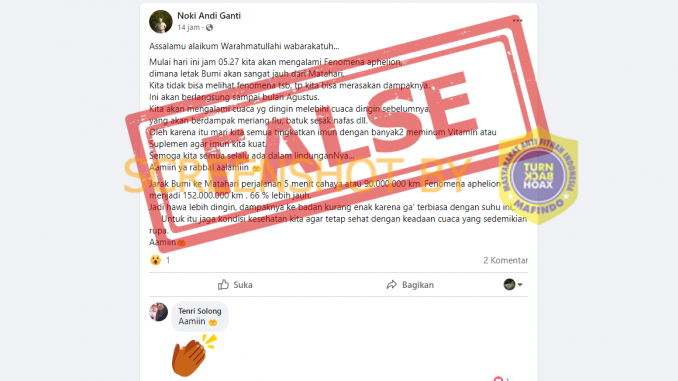 Noki Andi Ganti
14 jam ·
Assalamu alaikum Warahmatullahi wabarakatuh...
Mulai hari ini jam 05.27 kita akan mengalami Fenomena aphelion,
dimana letak Bumi akan sangat jauh dari Matahari.
Kita tidak bisa melihat fenomena tsb, tp kita bisa merasakan dampaknya.
Ini akan berlangsung sampai bulan Agustus.
Kita akan mengalami cuaca yg dingin melebihi cuaca dingin sebelumnya,
yang akan berdampak meriang flu, batuk sesak nafas dll.
Oleh karena itu mari kita semua tingkatkan imun dengan banyak2 meminum Vitamin atau
Suplemen agar imun kita kuat.
Semoga kita semua selalu ada dalam lindunganNya...
Aamiin ya rabbal aalamiin
Jarak Bumi ke Matahari perjalanan 5 menit cahaya atau 90.000.000 km. Fenomena aphelion
menjadi 152.000.000 km . 66 % lebih jauh.
Jadi hawa lebih dingin, dampaknya ke badan kurang enak karena ga' terbiasa dengan suhu ini.
Untuk itu jaga kondisi kesehatan kita agar tetap sehat dengan keadaan cuaca yang sedemikian
rupa.
Aamiin
FALSE
SCREENSHOT BY
MASYARAKAT ANTI FITNAH INDONESIA
TURN BACK HOAX
MAFINDO
1
2 Komentar
Suka
Bagikan
Tenri Solong
Aamiin